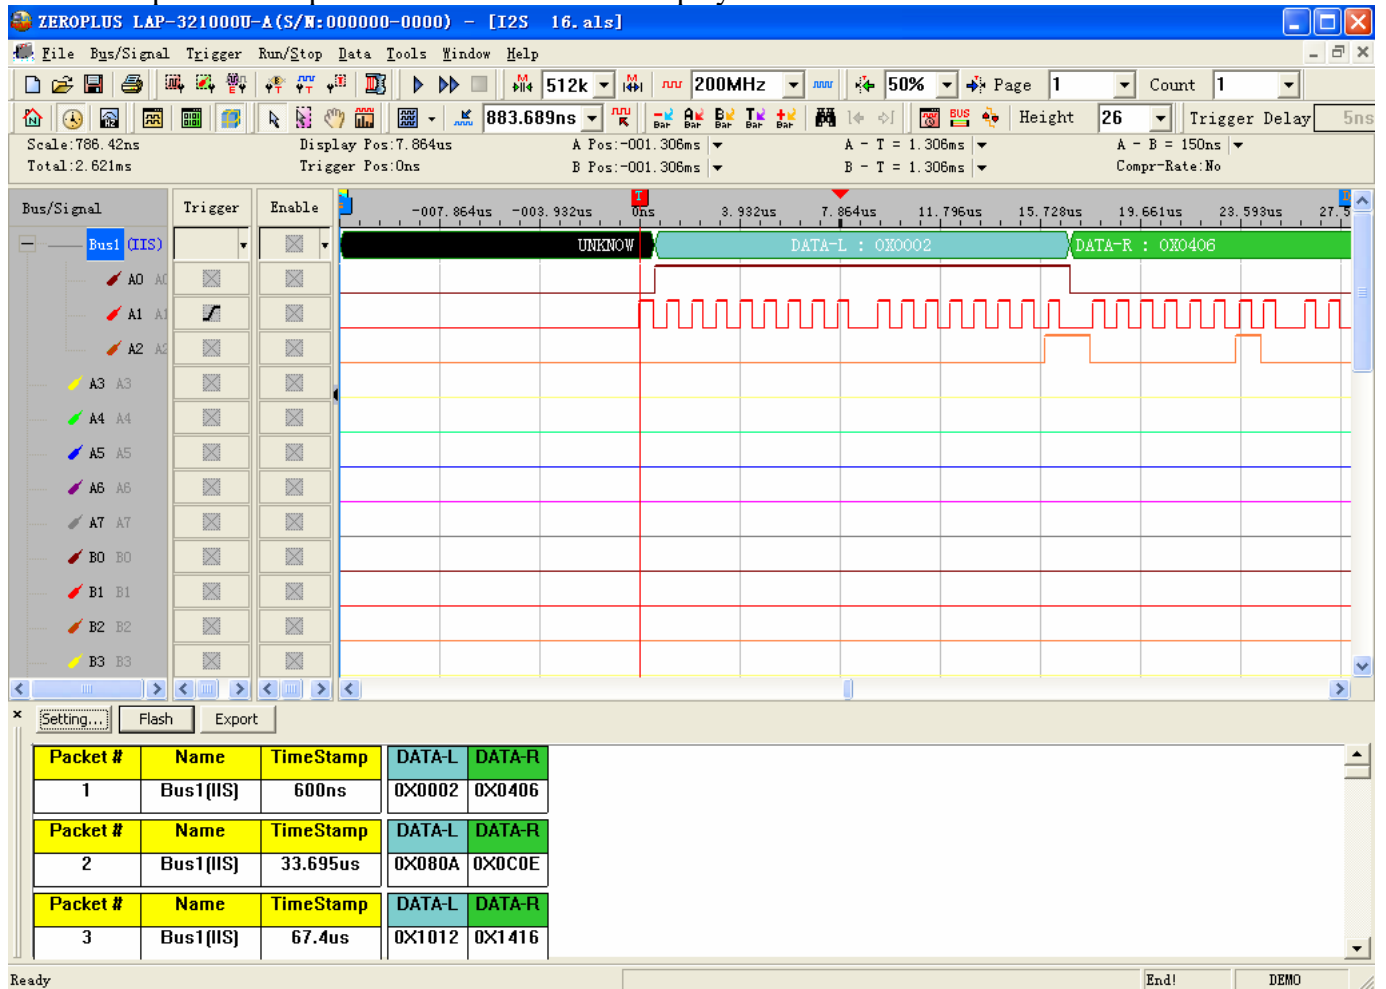 ZEROPLUS LAP-321000U-A(S/N:000000-0000) - [I2S 16.als]
File Bus/Signal Trigger Run/Stop Data Tools Window Help
512k 200MHz 50% Page 1 Count 1
883.689ns Bar Bar Bar Bar Bar BUS Height 26 Trigger Delay 5ns
Scale:786.42ns Display Pos:7.864us A Pos:-001.306ms A - T = 1.306ms A - B = 150ns
Total:2.621ms Trigger Pos:0ns B Pos:-001.306ms B - T = 1.306ms Compr-Rate:No
Bus/Signal Trigger Enable -007.864us -003.932us 0ns 3.932us 7.864us 11.796us 15.728us 19.661us 23.593us 27.5
Bus1 (IIS) UNKNOW DATA-L : 0X0002 DATA-R : 0X0406
A0 A0
A1 A1
A2 A2
A3 A3
A4 A4
A5 A5
A6 A6
A7 A7
B0 B0
B1 B1
B2 B2
B3 B3
Setting... Flash Export
Packet # Name TimeStamp DATA-L DATA-R
1 Bus1(IIS) 600ns 0X0002 0X0406
Packet # Name TimeStamp DATA-L DATA-R
2 Bus1(IIS) 33.695us 0X080A 0X0C0E
Packet # Name TimeStamp DATA-L DATA-R
3 Bus1(IIS) 67.4us 0X1012 0X1416
Ready End! DEMO